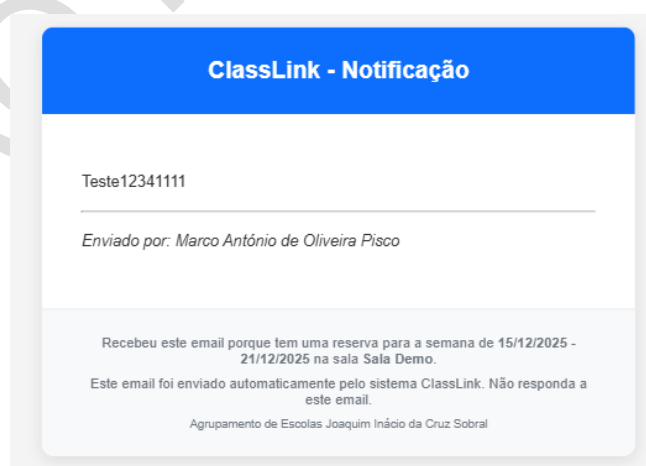 ClassLink - Notificação
Teste12341111
Enviado por: Marco António de Oliveira Pisco
Recebeu este email porque tem uma reserva para a semana de 15/12/2025 -
21/12/2025 na sala Sala Demo.
Este email foi enviado automaticamente pelo sistema ClassLink. Não responda a
este email.
Agrupamento de Escolas Joaquim Inácio da Cruz Sobral